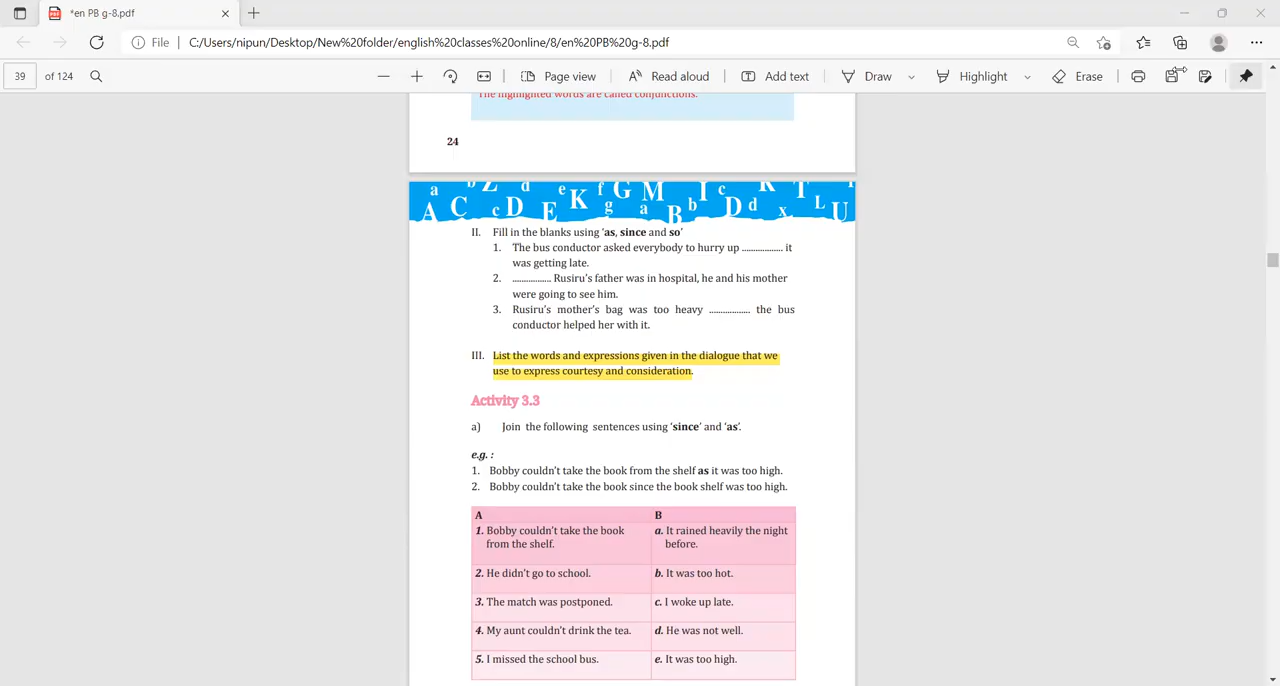 *en PB g-8.pdf
File | C:/Users/nipun/Desktop/New%20folder/english%20classes%20online/8/en%20PB%20g-8.pdf
39 of 124 Page view Read aloud Add text Draw Highlight Erase
The highlighted words are called conjunctions.
24
a b Z d e K f G M I c K T
A C c D E g a B b D d x L U
II. Fill in the blanks using 'as, since and so'
1. The bus conductor asked everybody to hurry up .................. it
was getting late.
2. ................. Rusiru's father was in hospital, he and his mother
were going to see him.
3. Rusiru's mother's bag was too heavy .................. the bus
conductor helped her with it.
III. List the words and expressions given in the dialogue that we
use to express courtesy and consideration.
Activity 3.3
a) Join the following sentences using 'since' and 'as'.
e.g. :
1. Bobby couldn't take the book from the shelf as it was too high.
2. Bobby couldn't take the book since the book shelf was too high.
A B
1. Bobby couldn't take the book a. It rained heavily the night
from the shelf. before.
2. He didn't go to school. b. It was too hot.
3. The match was postponed. c. I woke up late.
4. My aunt couldn't drink the tea. d. He was not well.
5. I missed the school bus. e. It was too high.